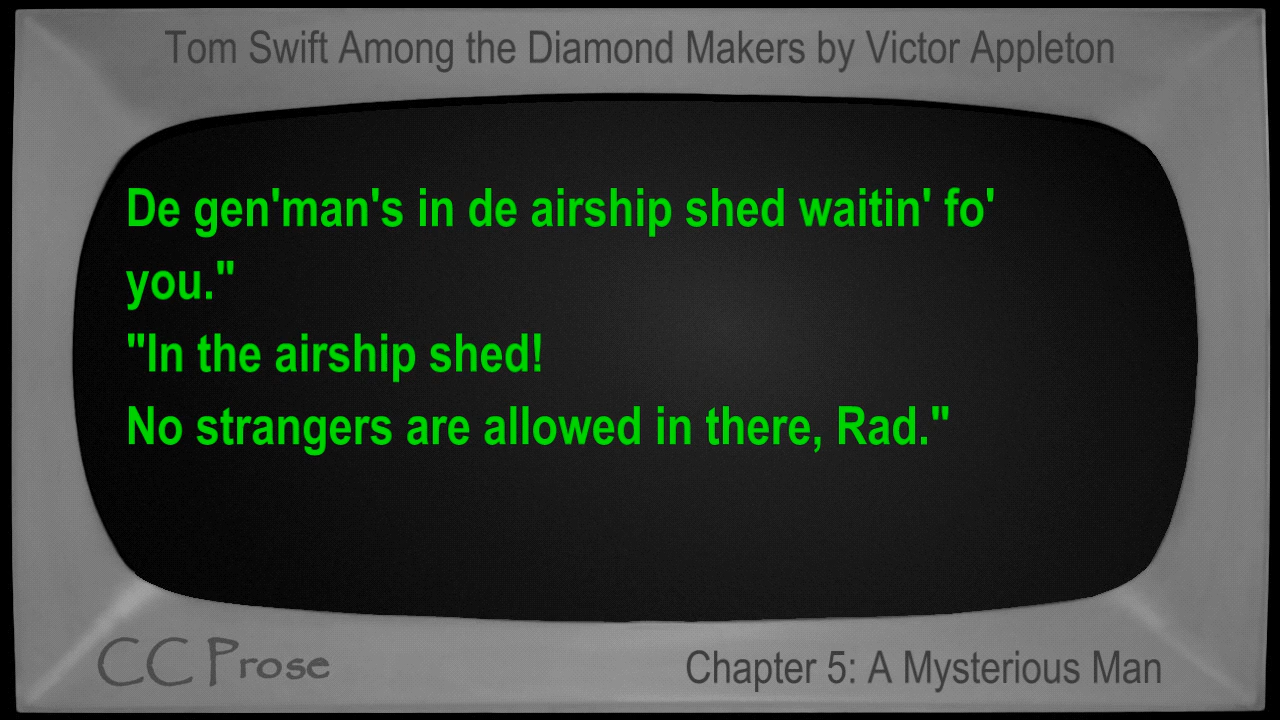 Tom Swift Among the Diamond Makers by Victor Appleton
De gen'man's in de airship shed waitin' fo'
you."
"In the airship shed!
No strangers are allowed in there, Rad."
CC Prose
Chapter 5: A Mysterious Man